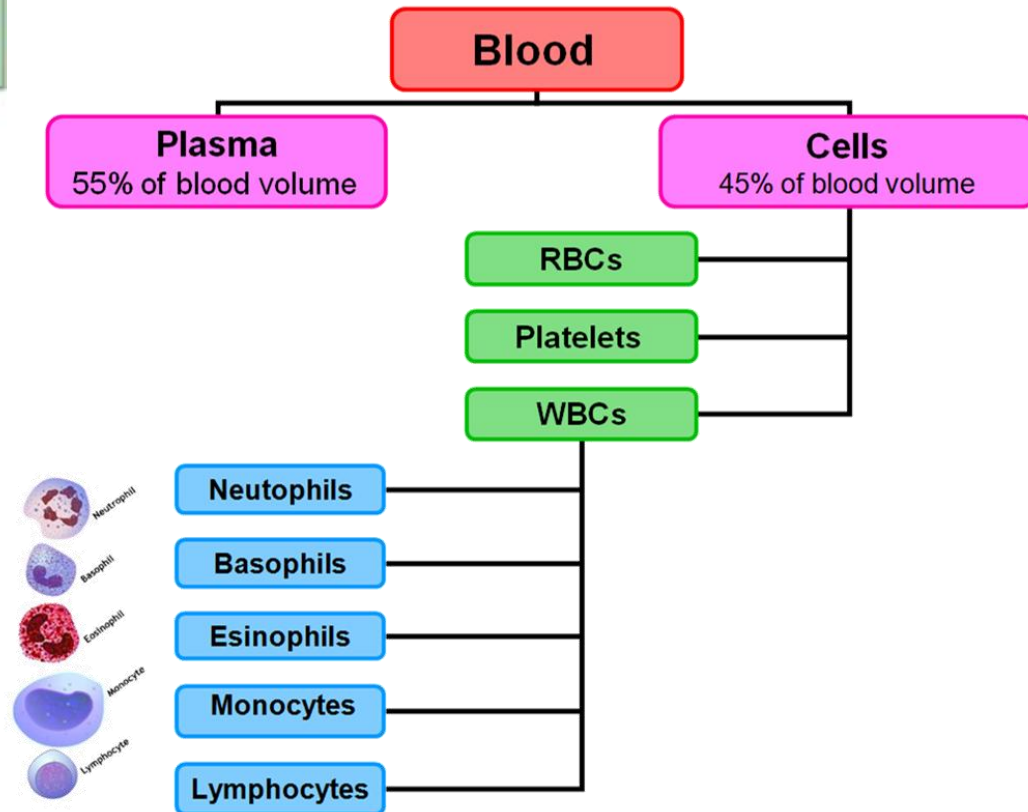 Blood
Plasma
55% of blood volume
Cells
45% of blood volume
RBCs
Platelets
WBCs
Neutrophil
Neutophils
Basophil
Basophils
Eosinophil
Esinophils
Monocyte
Monocytes
Lymphocyte
Lymphocytes